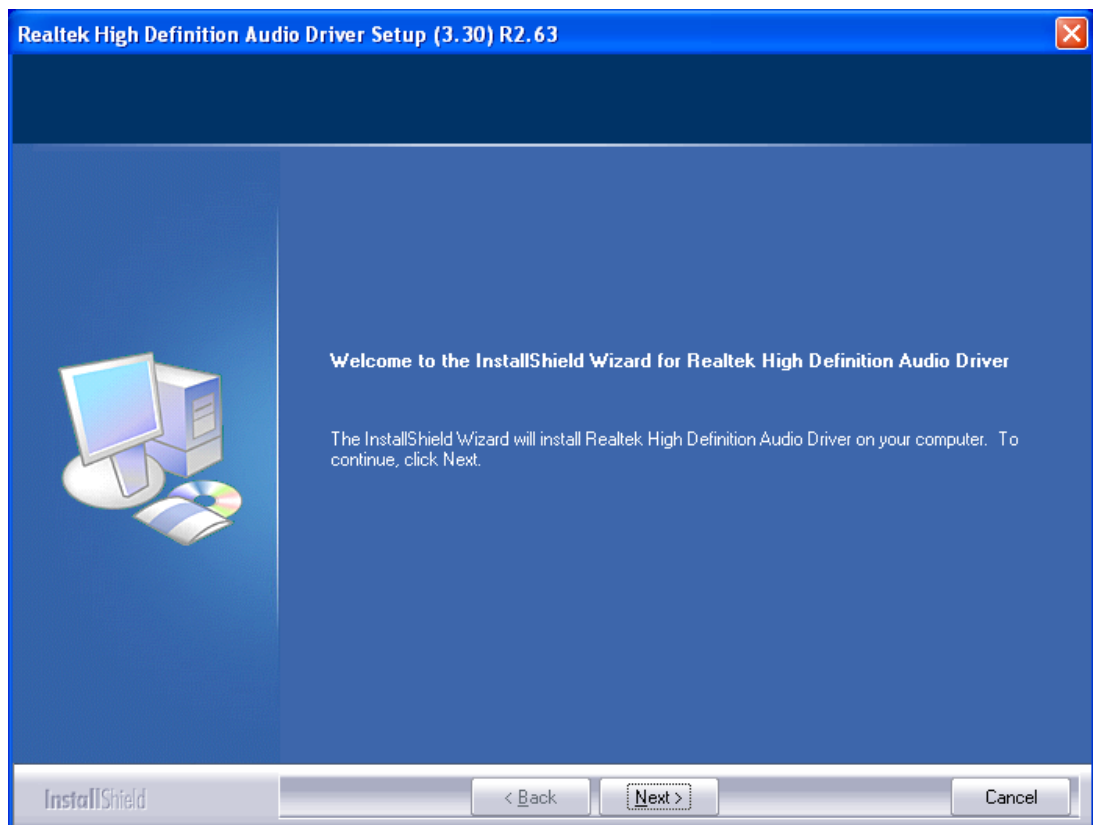 Realtek High Definition Audio Driver Setup (3.30) R2.63
Welcome to the InstallShield Wizard for Realtek High Definition Audio Driver
The InstallShield Wizard will install Realtek High Definition Audio Driver on your computer. To
continue, click Next.
InstallShield
< Back
Next >
Cancel